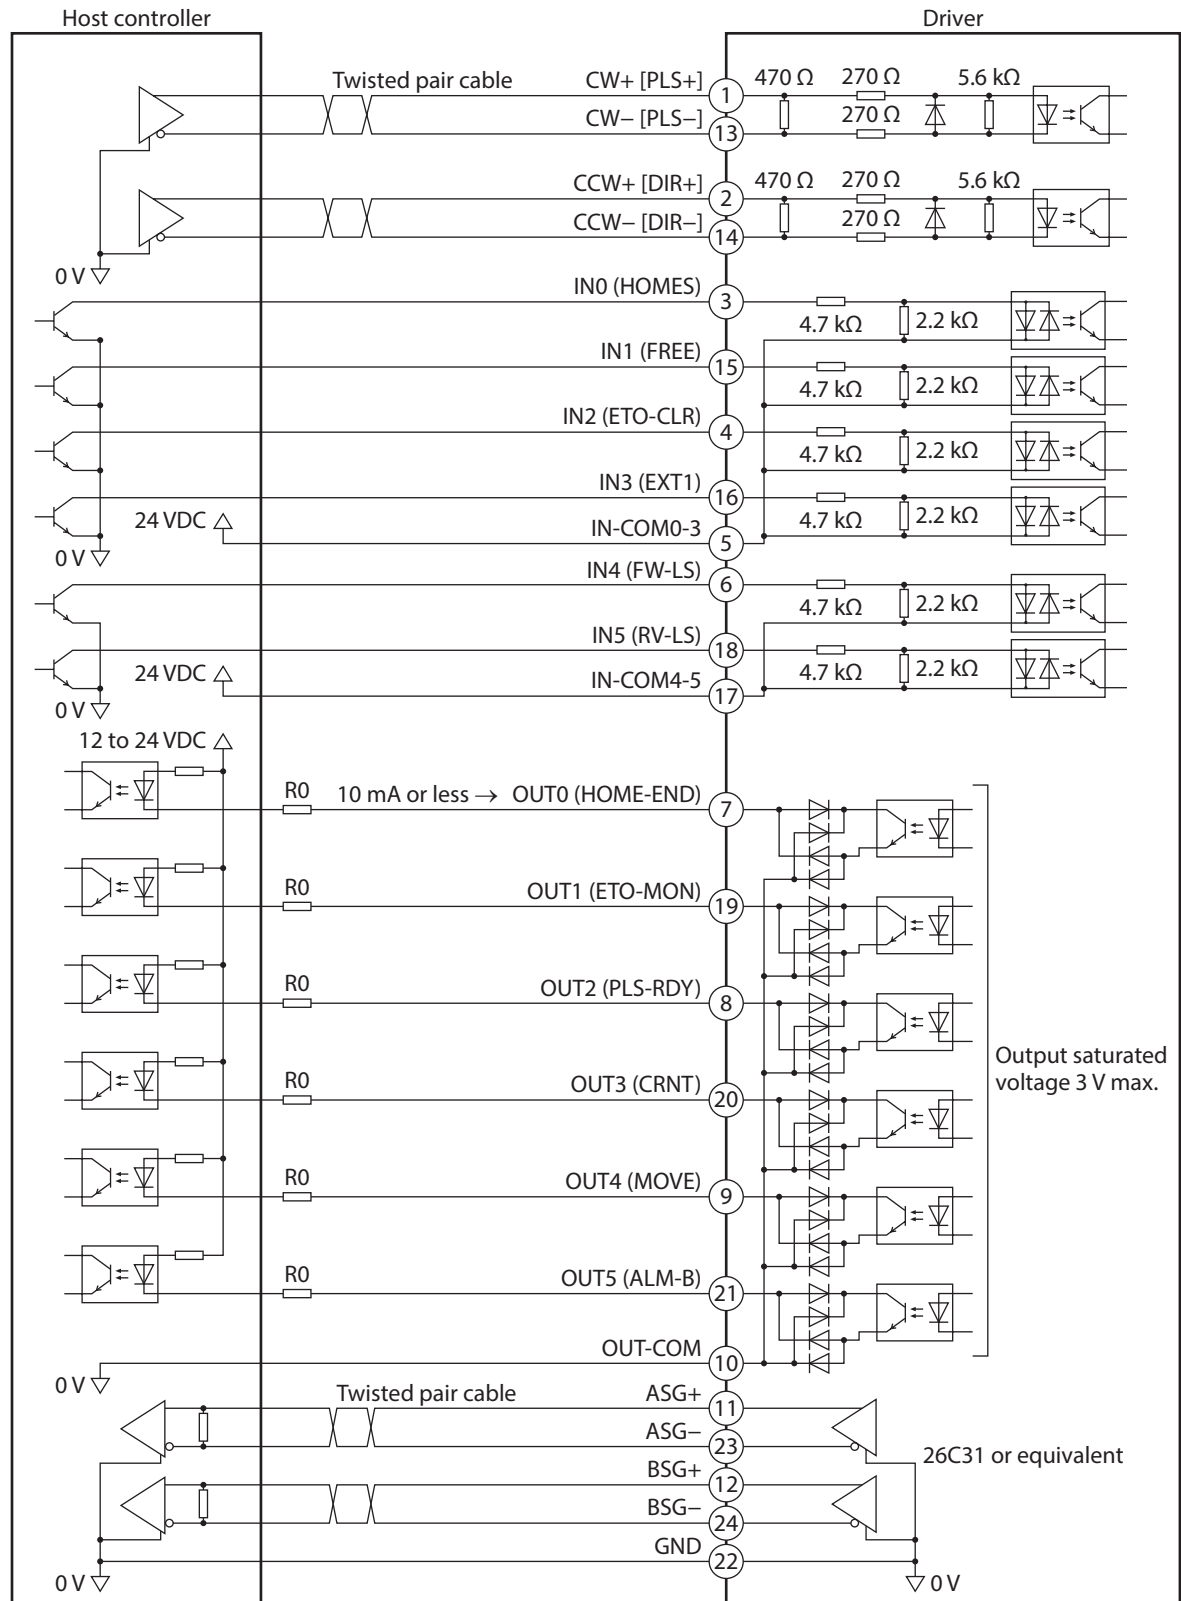 Host controller
Driver
Twisted pair cable
CW+ [PLS+]
1
470 Ω
270 Ω
5.6 kΩ
CW− [PLS−]
13
270 Ω
CCW+ [DIR+]
2
470 Ω
270 Ω
5.6 kΩ
CCW− [DIR−]
14
270 Ω
0 V
IN0 (HOMES)
3
4.7 kΩ
2.2 kΩ
IN1 (FREE)
15
4.7 kΩ
2.2 kΩ
IN2 (ETO-CLR)
4
4.7 kΩ
2.2 kΩ
IN3 (EXT1)
16
4.7 kΩ
2.2 kΩ
24 VDC
IN-COM0-3
5
0 V
IN4 (FW-LS)
6
4.7 kΩ
2.2 kΩ
IN5 (RV-LS)
18
4.7 kΩ
2.2 kΩ
24 VDC
IN-COM4-5
17
0 V
12 to 24 VDC
R0
10 mA or less →
OUT0 (HOME-END)
7
R0
OUT1 (ETO-MON)
19
R0
OUT2 (PLS-RDY)
8
Output saturated
voltage 3 V max.
R0
OUT3 (CRNT)
20
R0
OUT4 (MOVE)
9
R0
OUT5 (ALM-B)
21
OUT-COM
10
0 V
Twisted pair cable
ASG+
11
ASG−
23
26C31 or equivalent
BSG+
12
BSG−
24
GND
22
0 V
0 V